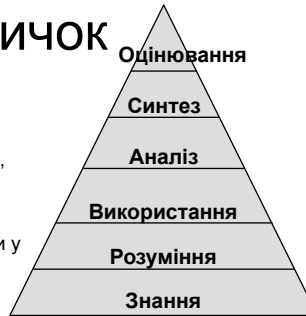 ичок
Оцінювання
Синтез
,
Аналіз
Використання
и у
Розуміння
Знання